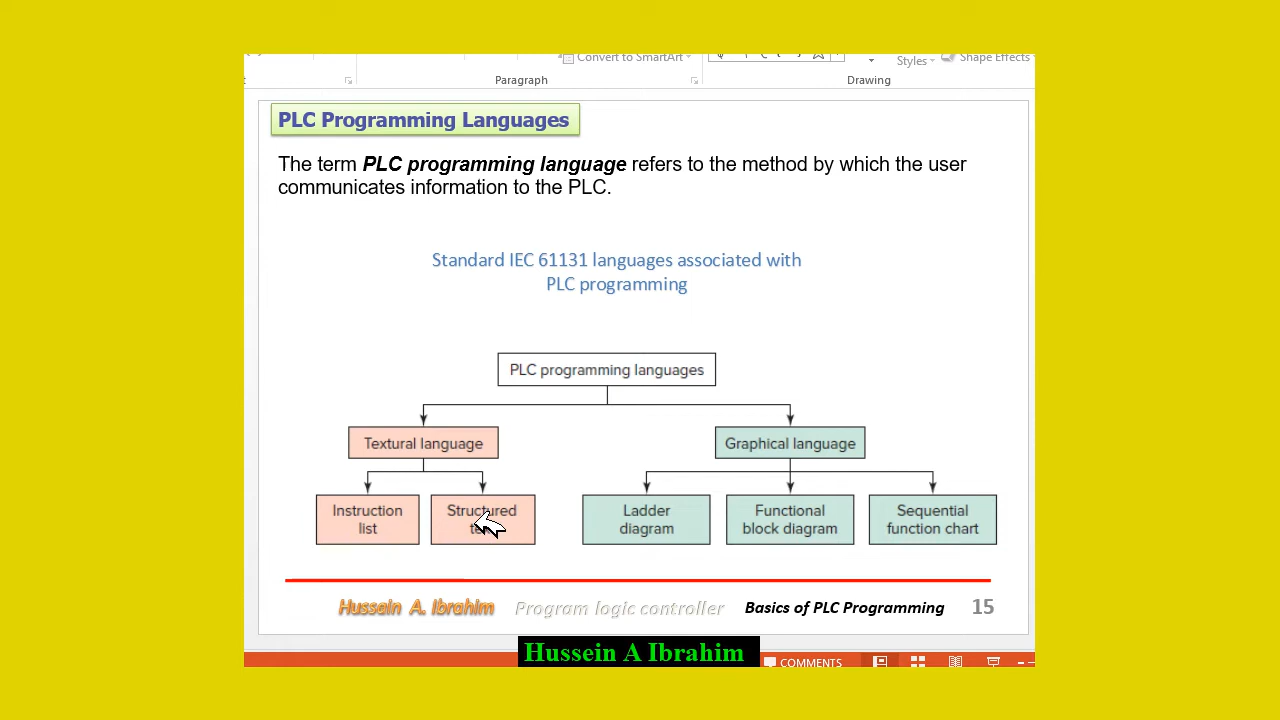 Convert to SmartArt
Styles
Shape Effects
Paragraph
Drawing
PLC Programming Languages
The term PLC programming language refers to the method by which the user
communicates information to the PLC.
Standard IEC 61131 languages associated with
PLC programming
PLC programming languages
Textural language
Graphical language
Instruction
list
Structured
Ladder
diagram
Functional
block diagram
Sequential
function chart
Hussein A. Ibrahim
Program logic controller
Basics of PLC Programming
15
Hussein A Ibrahim
COMMENTS